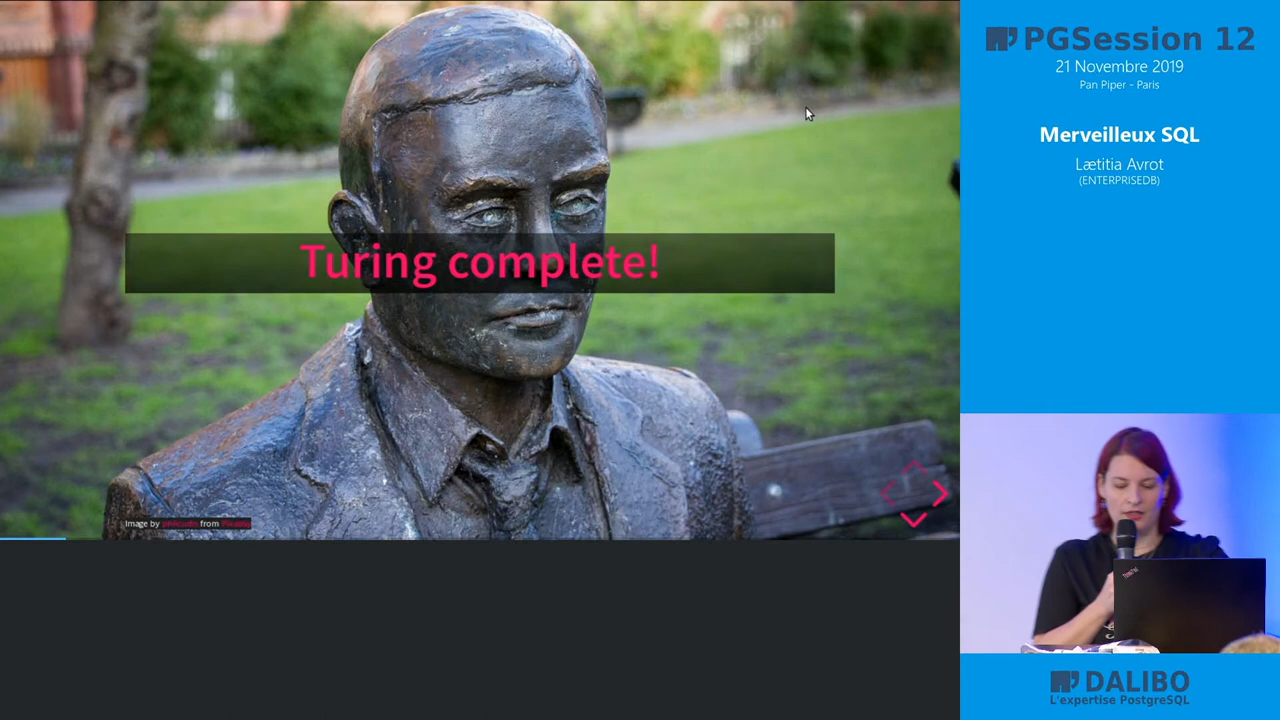 Turing complete!
Image by from
PGSession 12
21 Novembre 2019
Pan Piper - Paris
Merveilleux SQL
Lætitia Avrot
(ENTERPRISEDB)
ThinkPad
DALIBO
L'expertise PostgreSQL